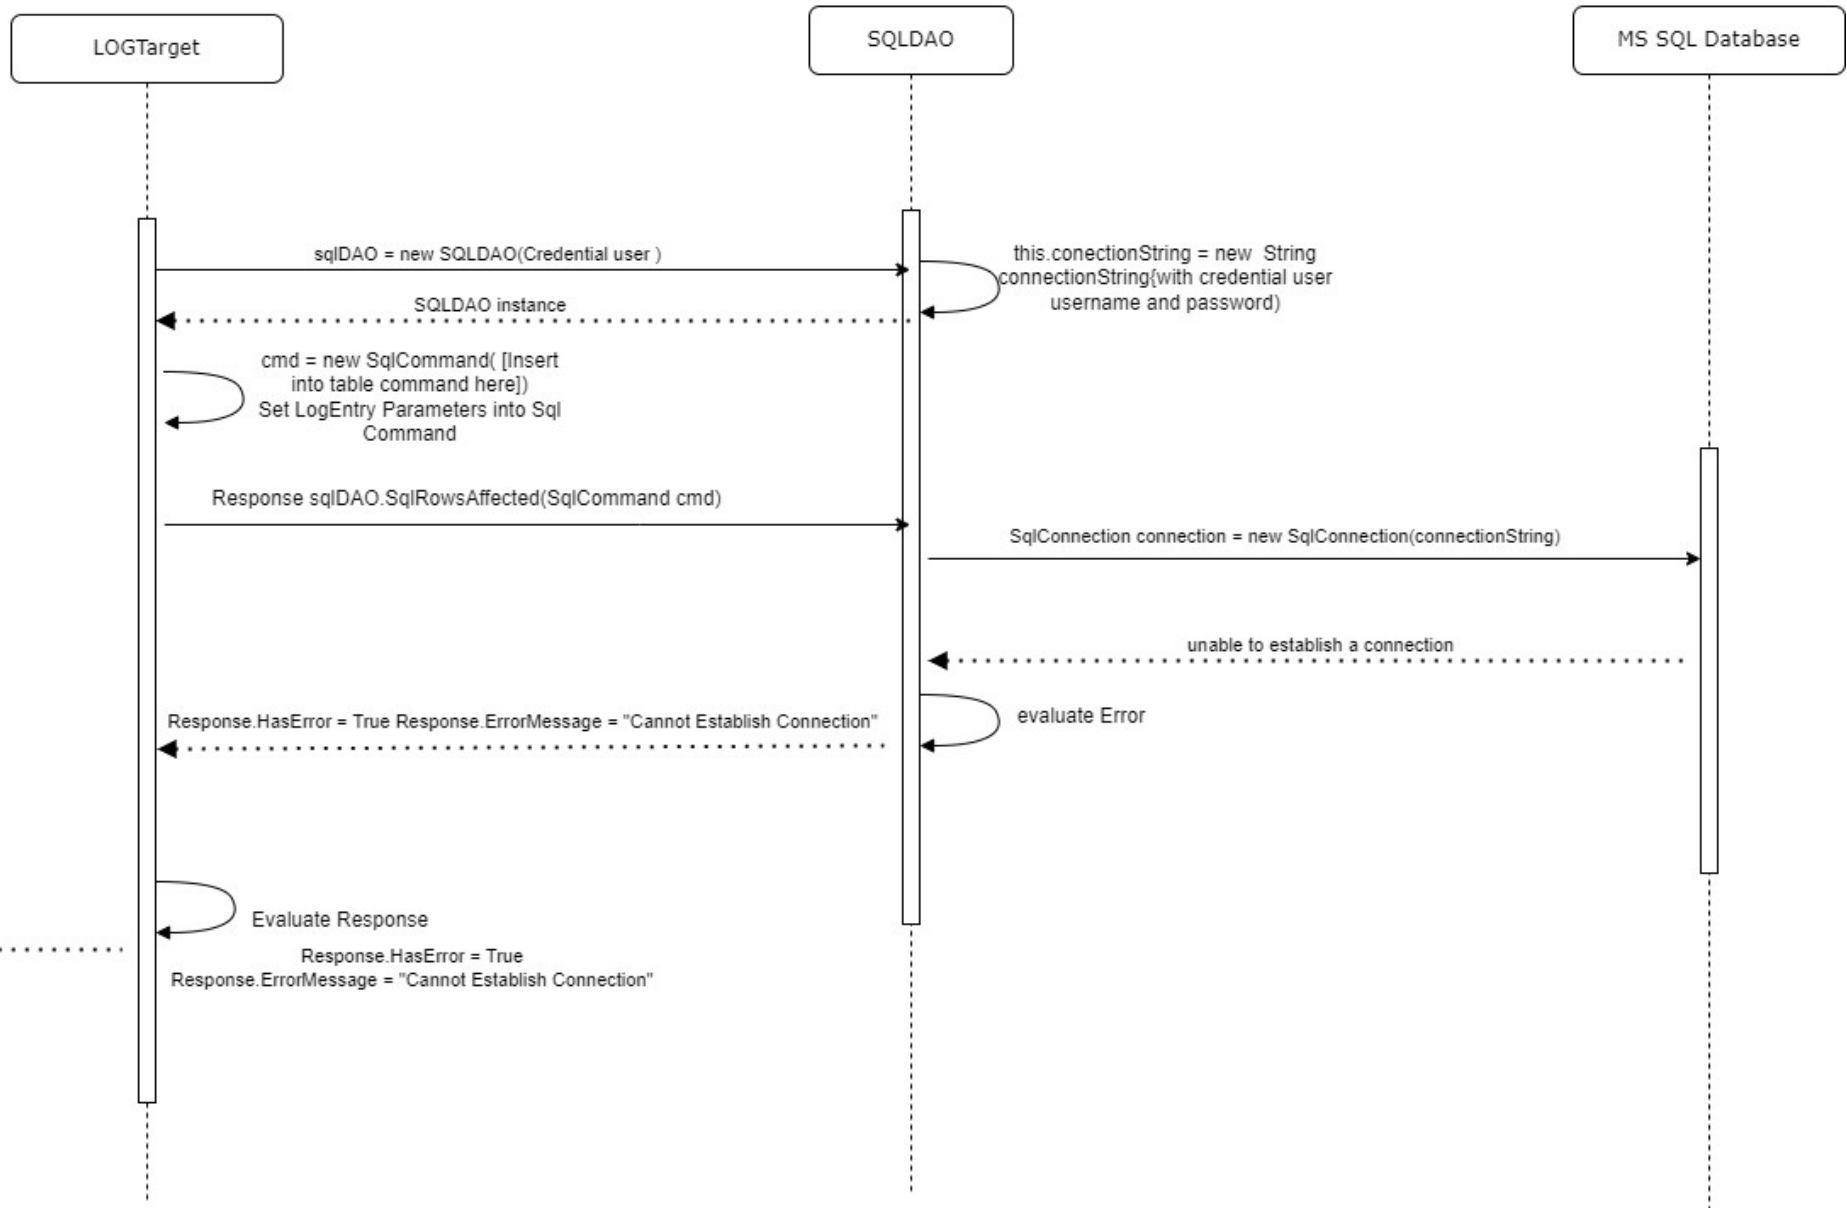 LOGTarget
SQLDAO
MS SQL Database
sqlDAO = new SQLDAO(Credential user )
this.conectionString = new  String
connectionString{with credential user
username and password)
SQLDAO instance
cmd = new SqlCommand( [Insert
into table command here])
Set LogEntry Parameters into Sql
Command
Response sqlDAO.SqlRowsAffected(SqlCommand cmd)
SqlConnection connection = new SqlConnection(connectionString)
unable to establish a connection
Response.HasError = True Response.ErrorMessage = "Cannot Establish Connection"
evaluate Error
Evaluate Response
Response.HasError = True
Response.ErrorMessage = "Cannot Establish Connection"